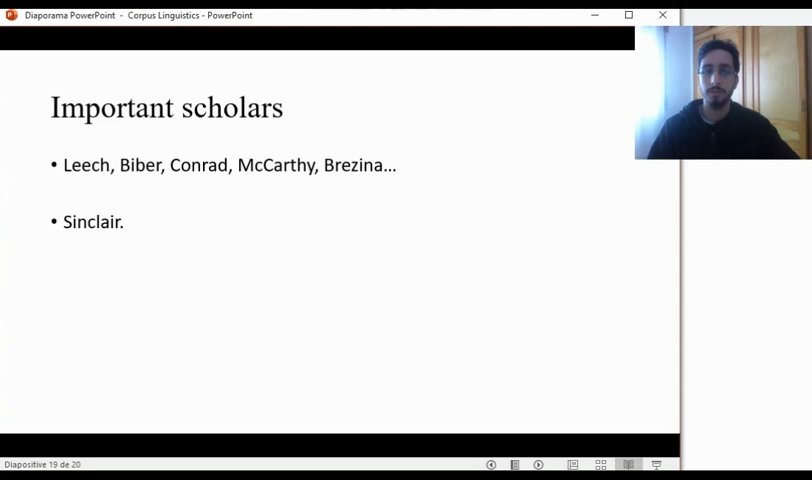 Diaporama PowerPoint - Corpus Linguistics - PowerPoint
Important scholars
• Leech, Biber, Conrad, McCarthy, Brezina...
• Sinclair.
Diapositive 19 de 20